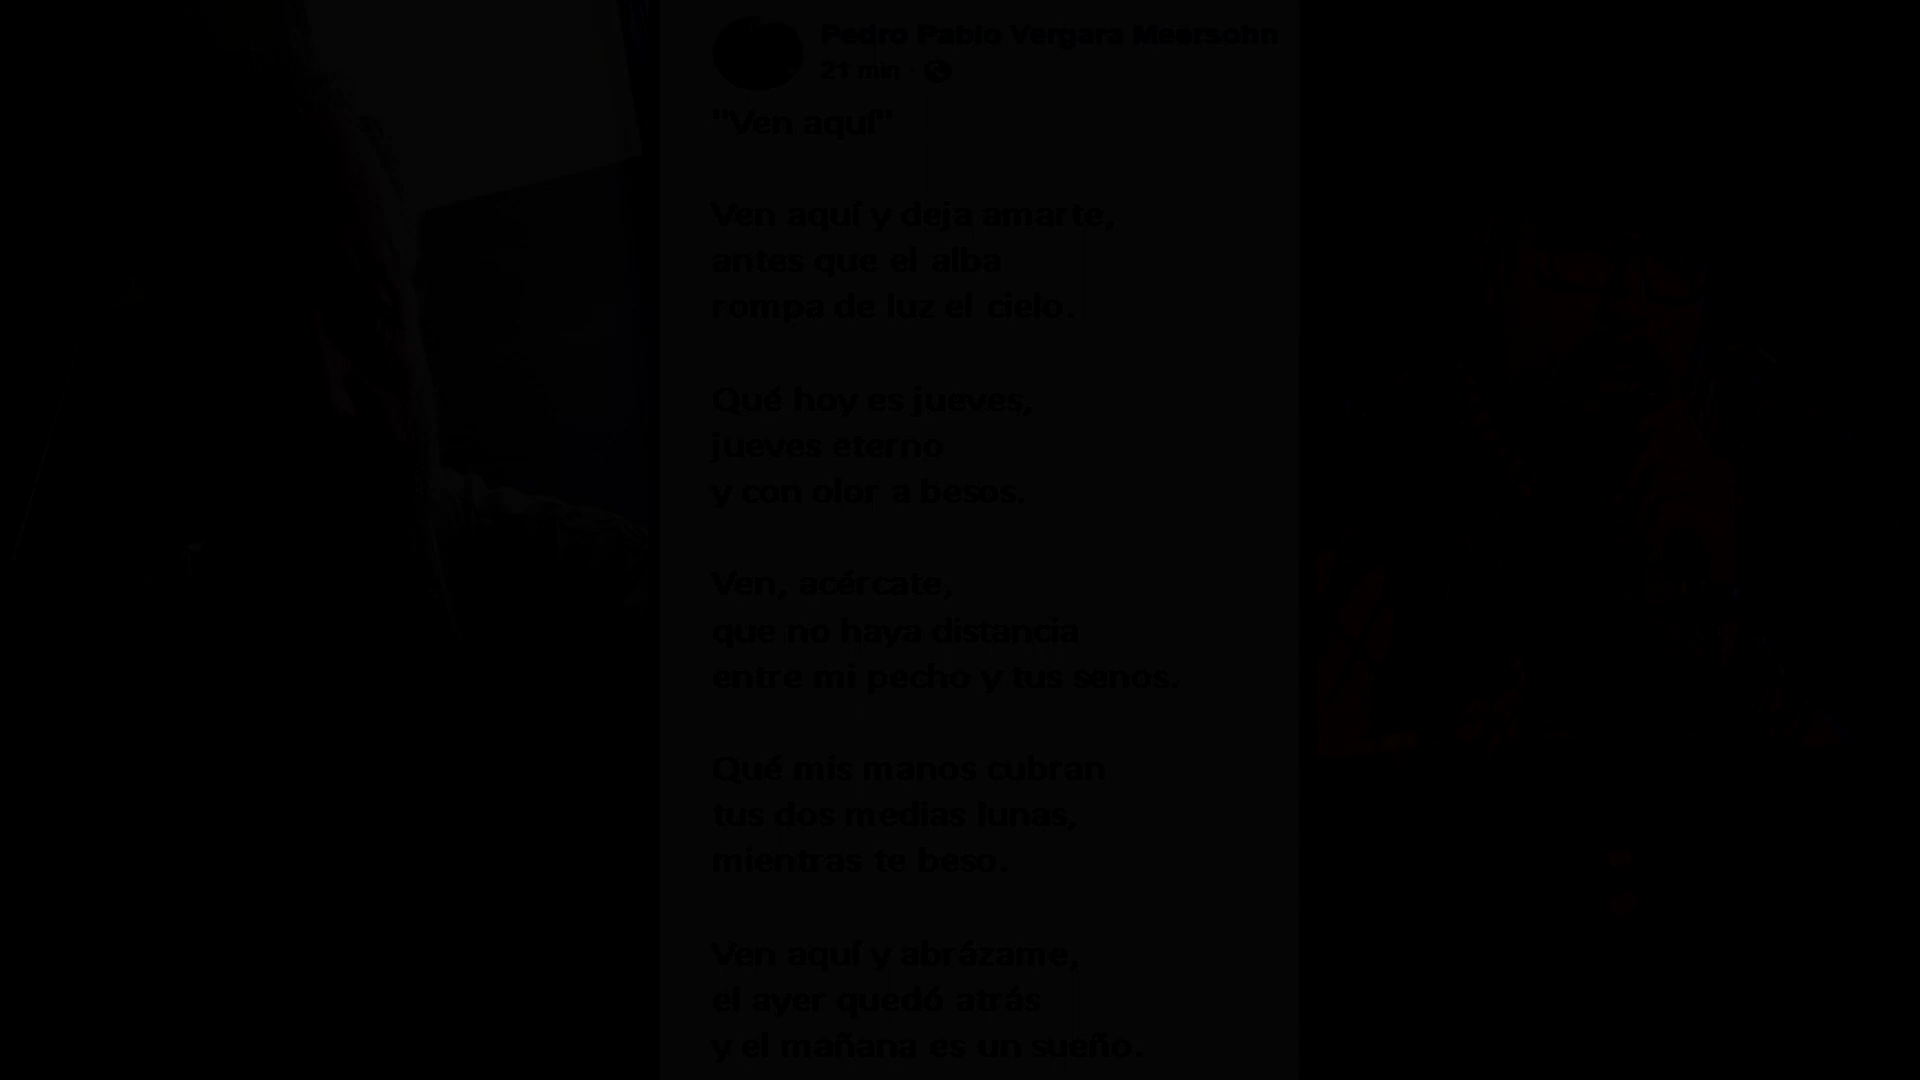 Pedro Pablo Vergara Meersohn
21 min
"Ven aquí"
Ven aquí y deja amarte,
antes que el alba
rompa de luz el cielo.
Qué hoy es jueves,
jueves eterno
y con olor a besos.
Ven, acércate,
que no haya distancia
entre mi pecho y tus senos.
Qué mis manos cubran
tus dos medias lunas,
mientras te beso.
Ven aquí y abrázame,
el ayer quedó atrás
y el mañana es un sueño.